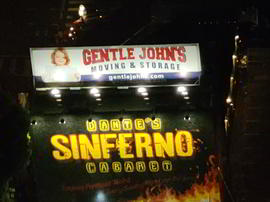 GENTLE JOHN'S
MOVING & STORAGE
gentlejohns.com
DANTE'S
SINFERNO
CABARET